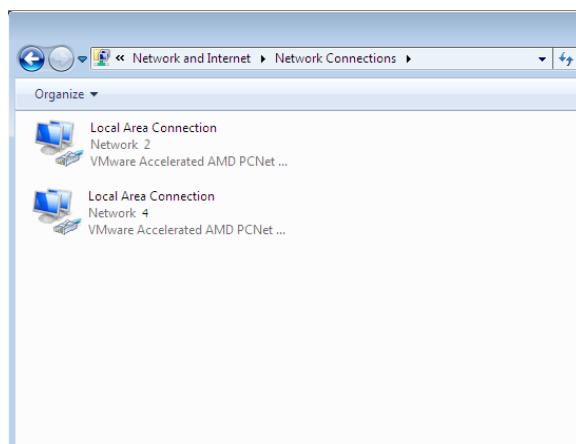 « Network and Internet ▸ Network Connections ▸
Organize ▾
Local Area Connection
Network 2
VMware Accelerated AMD PCNet ...
Local Area Connection
Network 4
VMware Accelerated AMD PCNet ...